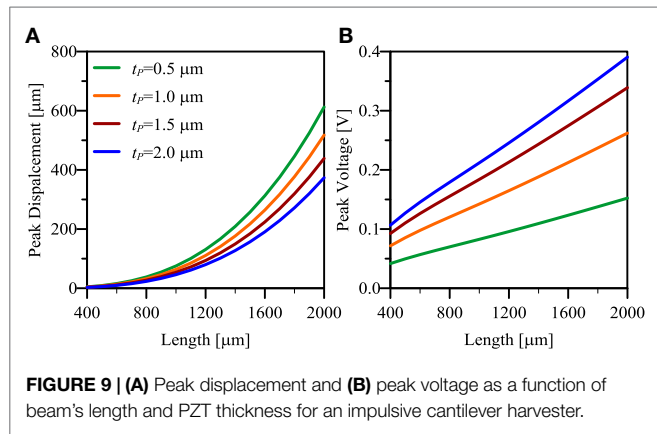 A
B
800
600
400
200
0
Peak Dispalcement [μm]
tP=0.5 μm
tP=1.0 μm
tP=1.5 μm
tP=2.0 μm
400
800
1200
1600
2000
Length [μm]
0.4
0.3
0.2
0.1
0.0
Peak Voltage [V]
400
800
1200
1600
2000
Length [μm]
FIGURE 9 | (A) Peak displacement and (B) peak voltage as a function of
beam's length and PZT thickness for an impulsive cantilever harvester.